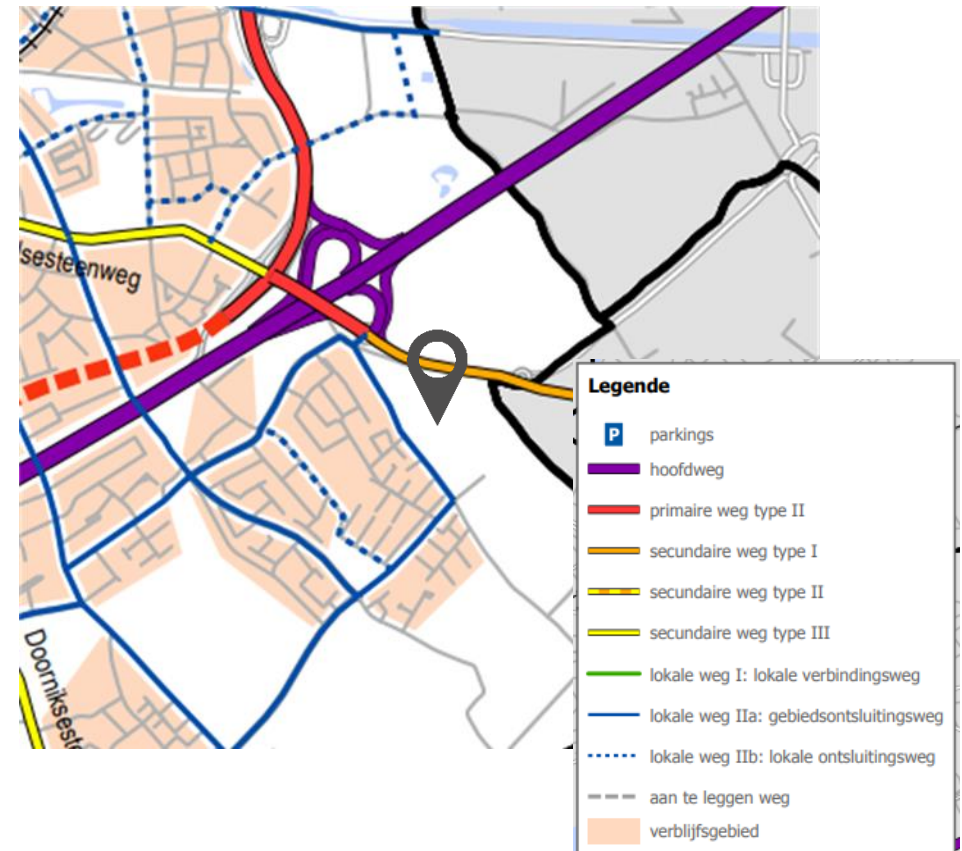 sesteenweg
Doorniksest
Legende
P parkings
hoofdweg
primaire weg type II
secundaire weg type I
secundaire weg type II
secundaire weg type III
lokale weg I: lokale verbindingsweg
lokale weg IIa: gebiedsontsluitingsweg
lokale weg IIb: lokale ontsluitingsweg
aan te leggen weg
verblijfsgebied